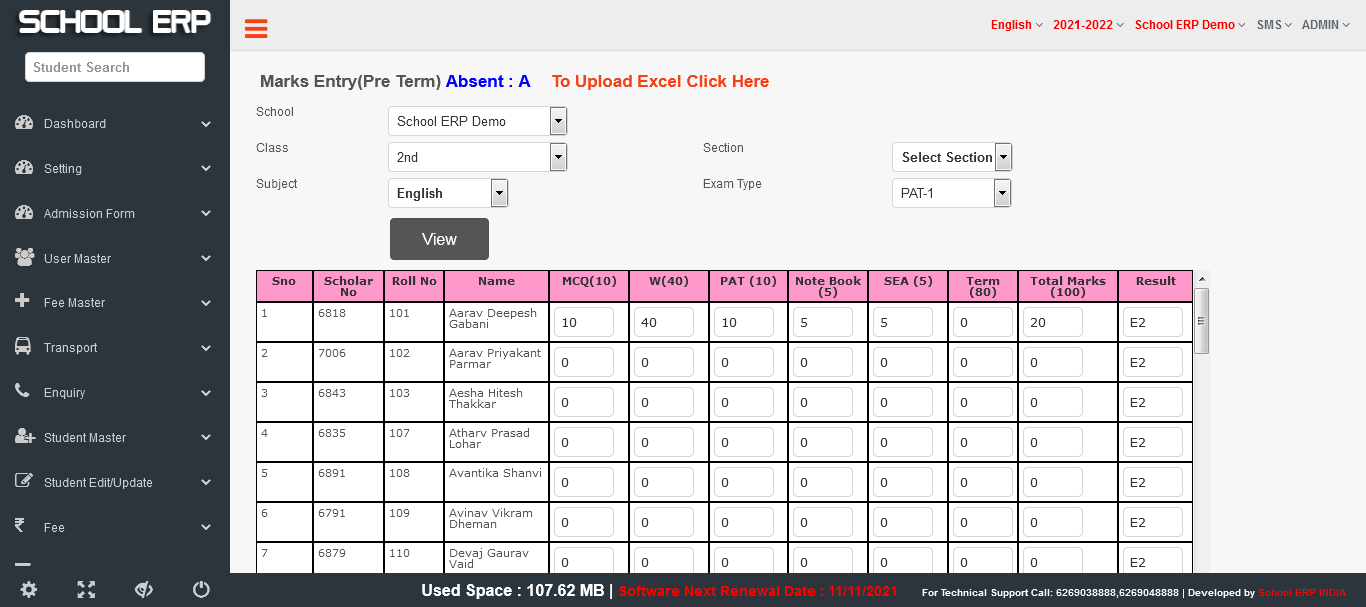 SCHOOL ERP
English 2021-2022 School ERP Demo SMS ADMIN
Student Search
Dashboard
Setting
Admission Form
User Master
Fee Master
Transport
Enquiry
Student Master
Student Edit/Update
Fee
Marks Entry(Pre Term) Absent : A To Upload Excel Click Here
School School ERP Demo
Class 2nd Section Select Section
Subject English Exam Type PAT-1
View
Sno Scholar No Roll No Name MCQ(10) W(40) PAT (10) Note Book (5) SEA (5) Term (80) Total Marks (100) Result
1 6818 101 Aarav Deepesh Gabani 10 40 10 5 5 0 20 E2
2 7006 102 Aarav Priyakant Parmar 0 0 0 0 0 0 0 E2
3 6843 103 Aesha Hitesh Thakkar 0 0 0 0 0 0 0 E2
4 6835 107 Atharv Prasad Lohar 0 0 0 0 0 0 0 E2
5 6891 108 Avantika Shanvi 0 0 0 0 0 0 0 E2
6 6791 109 Avinav Vikram Dheman 0 0 0 0 0 0 0 E2
7 6879 110 Devaj Gaurav Vaid 0 0 0 0 0 0 0 E2
Used Space : 107.62 MB | Software Next Renewal Date : 11/11/2021 For Technical Support Call: 6269038888,6269048888 | Developed by School ERP INDIA